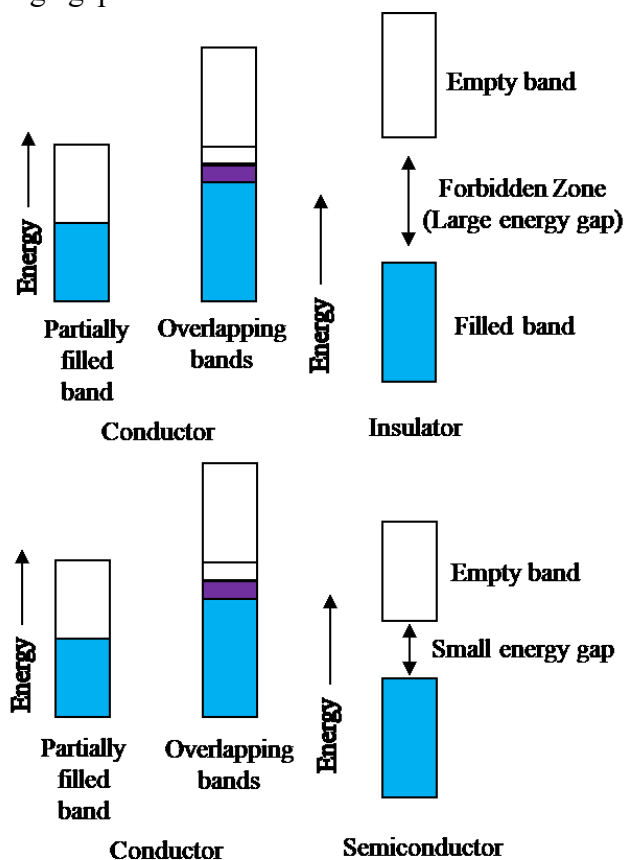 Empty band
Energy
Forbidden Zone
(Large energy gap)
Energy
Partially
filled
band
Overlapping
bands
Filled band
Conductor
Insulator
Empty band
Energy
Small energy gap
Energy
Partially
filled
band
Overlapping
bands
Conductor
Semiconductor